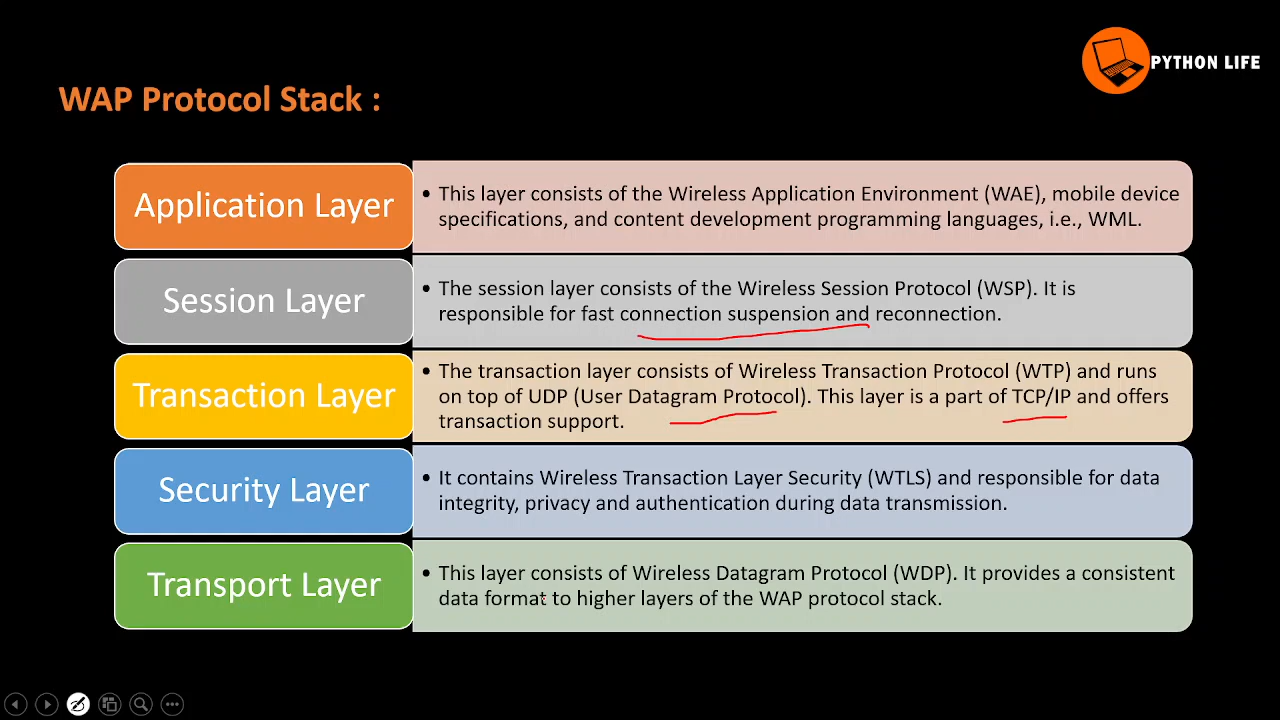 PYTHON LIFE
WAP Protocol Stack :
Application Layer
• This layer consists of the Wireless Application Environment (WAE), mobile device
specifications, and content development programming languages, i.e., WML.
Session Layer
• The session layer consists of the Wireless Session Protocol (WSP). It is
responsible for fast connection suspension and reconnection.
Transaction Layer
• The transaction layer consists of Wireless Transaction Protocol (WTP) and runs
on top of UDP (User Datagram Protocol). This layer is a part of TCP/IP and offers
transaction support.
Security Layer
• It contains Wireless Transaction Layer Security (WTLS) and responsible for data
integrity, privacy and authentication during data transmission.
Transport Layer
• This layer consists of Wireless Datagram Protocol (WDP). It provides a consistent
data format to higher layers of the WAP protocol stack.